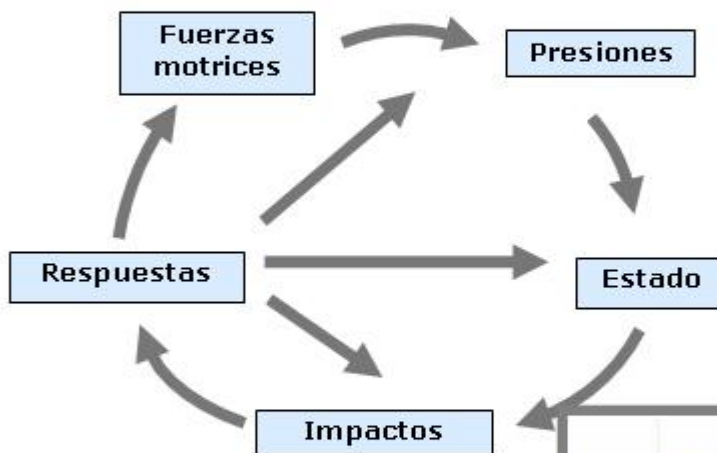 Fuerzas
motrices
Presiones
Respuestas
Estado
Impactos